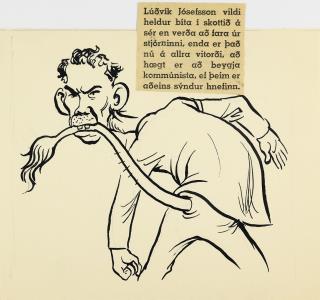 Lúðvík Jósefsson vildi
heldur bíta í skottið á
sér en verða að fara úr
stjórninni, enda er það
nú á allra vitorði, að
hægt er að beygja
kommúnista, ef þeim er
aðeins sýndur hnefinn.